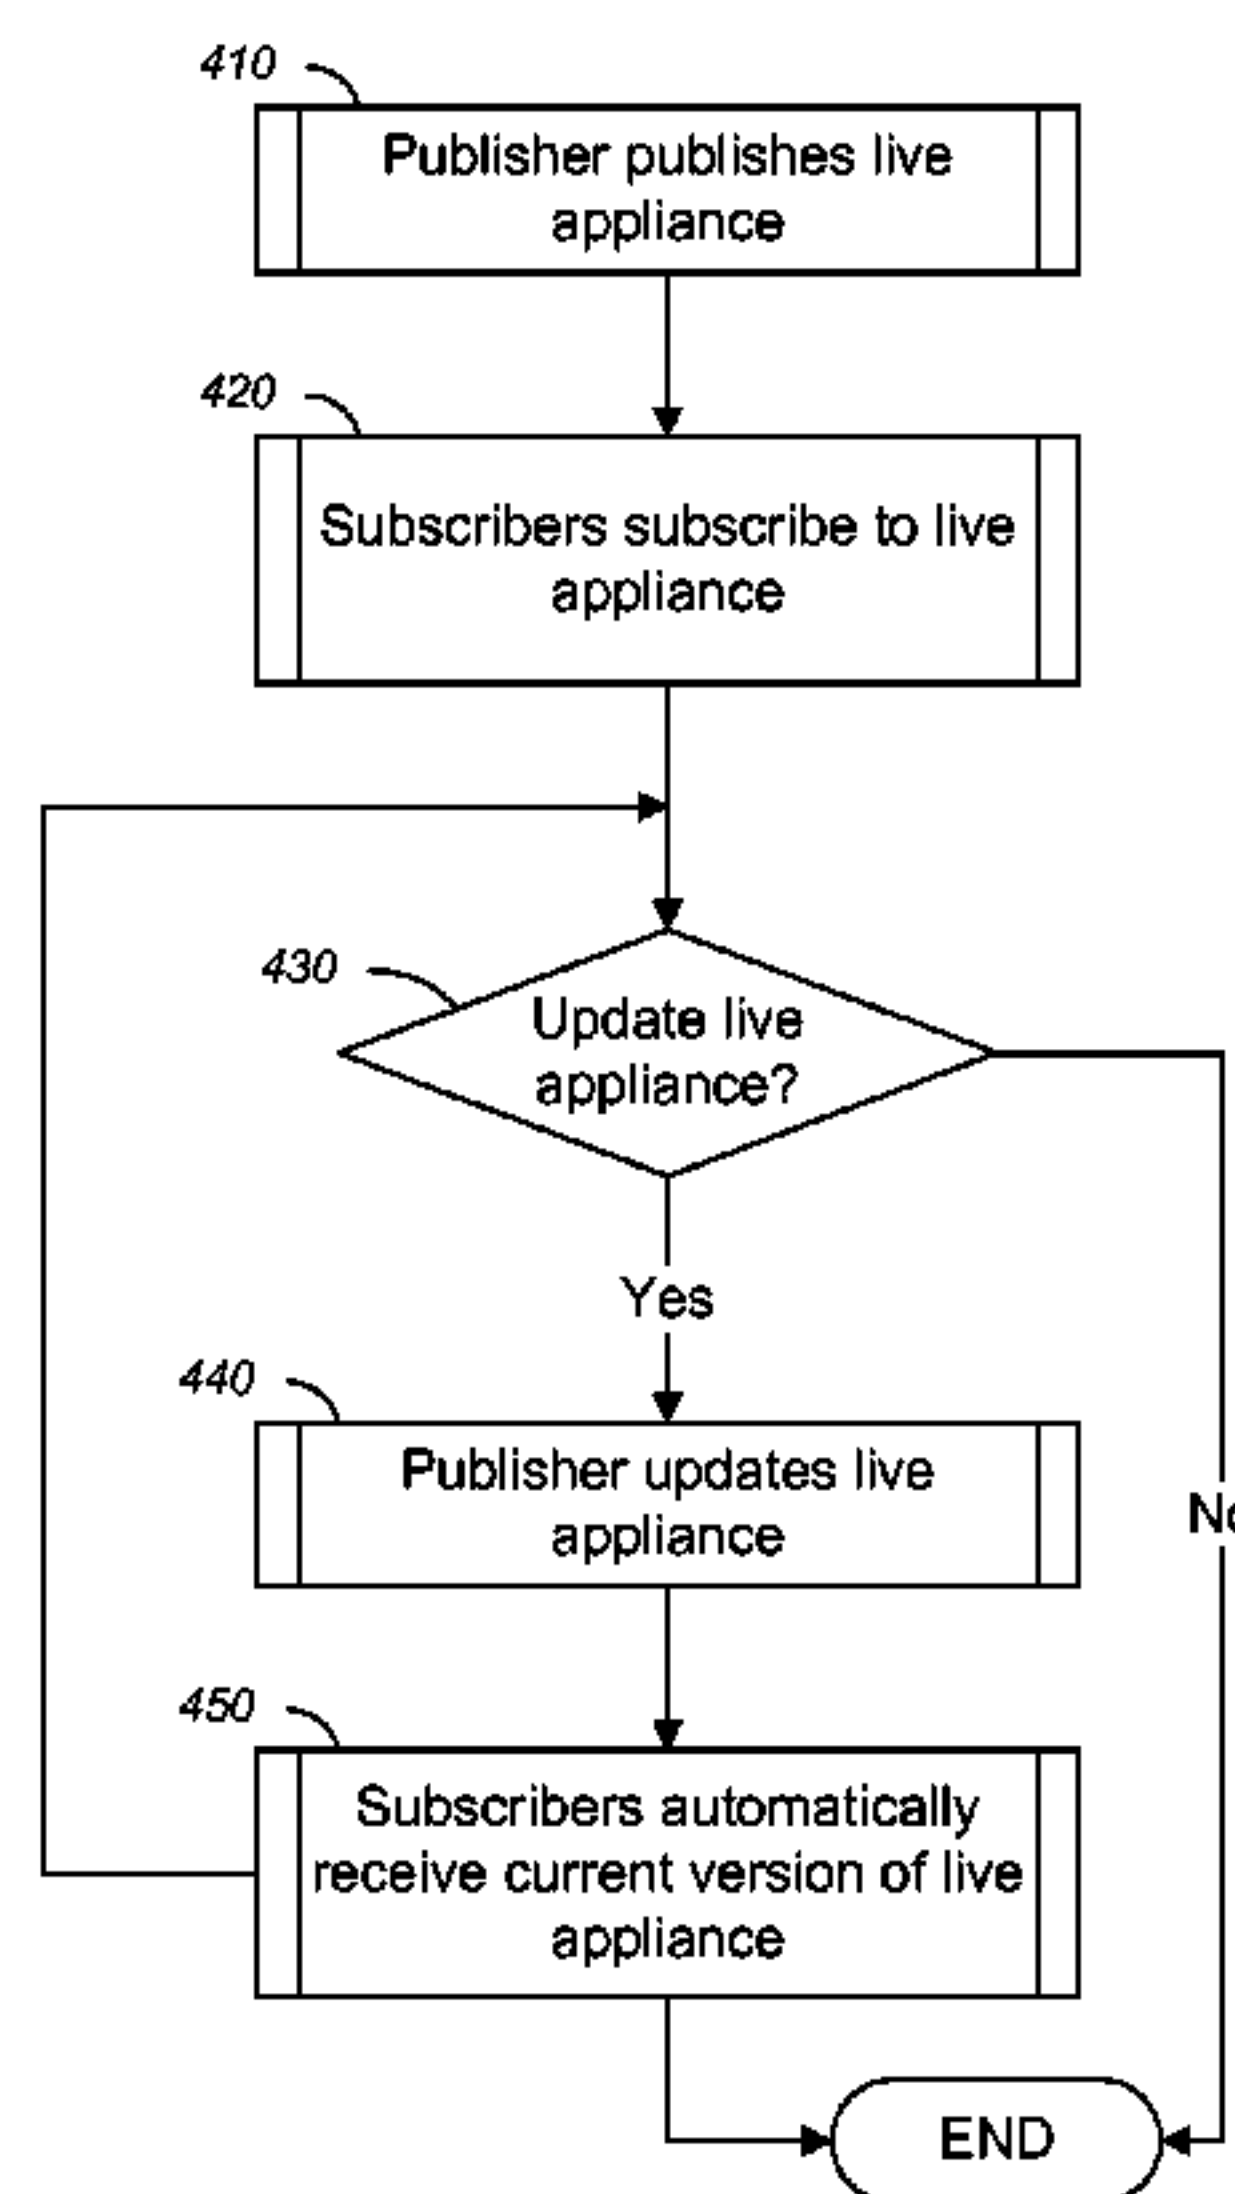 410
Publisher publishes live
appliance
420
Subscribers subscribe to live
appliance
430
Update live
appliance?
Yes
440
Publisher updates live
appliance
450
Subscribers automatically
receive current version of live
appliance
END